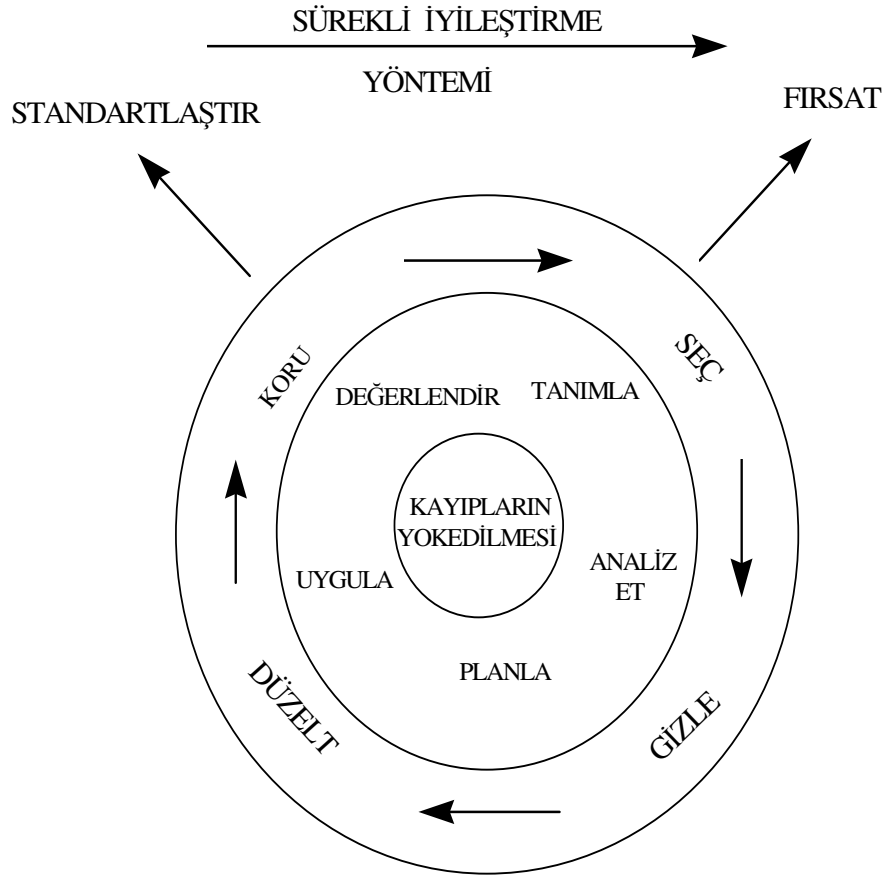 SÜREKLİ İYİLEŞTİRME
YÖNTEMİ
STANDARTLAŞTIR
FIRSAT
KORU
SEÇ
DEĞERLENDİR
TANIMLA
KAYIPLARIN
YOKEDİLMESİ
UYGULA
ANALİZ
ET
PLANLA
DÜZELT
GİZLE